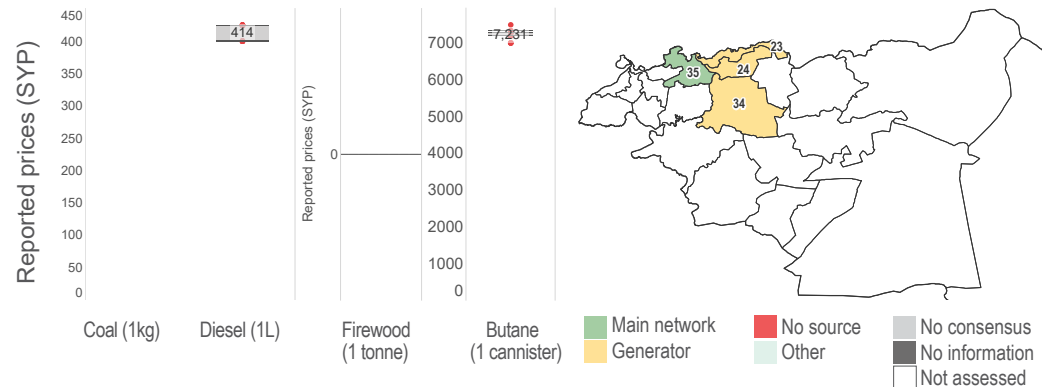 Reported prices (SYP)
450
400
350
300
250
200
150
100
50
0
414
Reported prices (SYP)
0
7000
6000
5000
4000
3000
2000
1000
0
7,231
Coal (1kg)
Diesel (1L)
Firewood
(1 tonne)
Butane
(1 cannister)
23
24
35
34
Main network
Generator
No source
Other
No consensus
No information
Not assessed